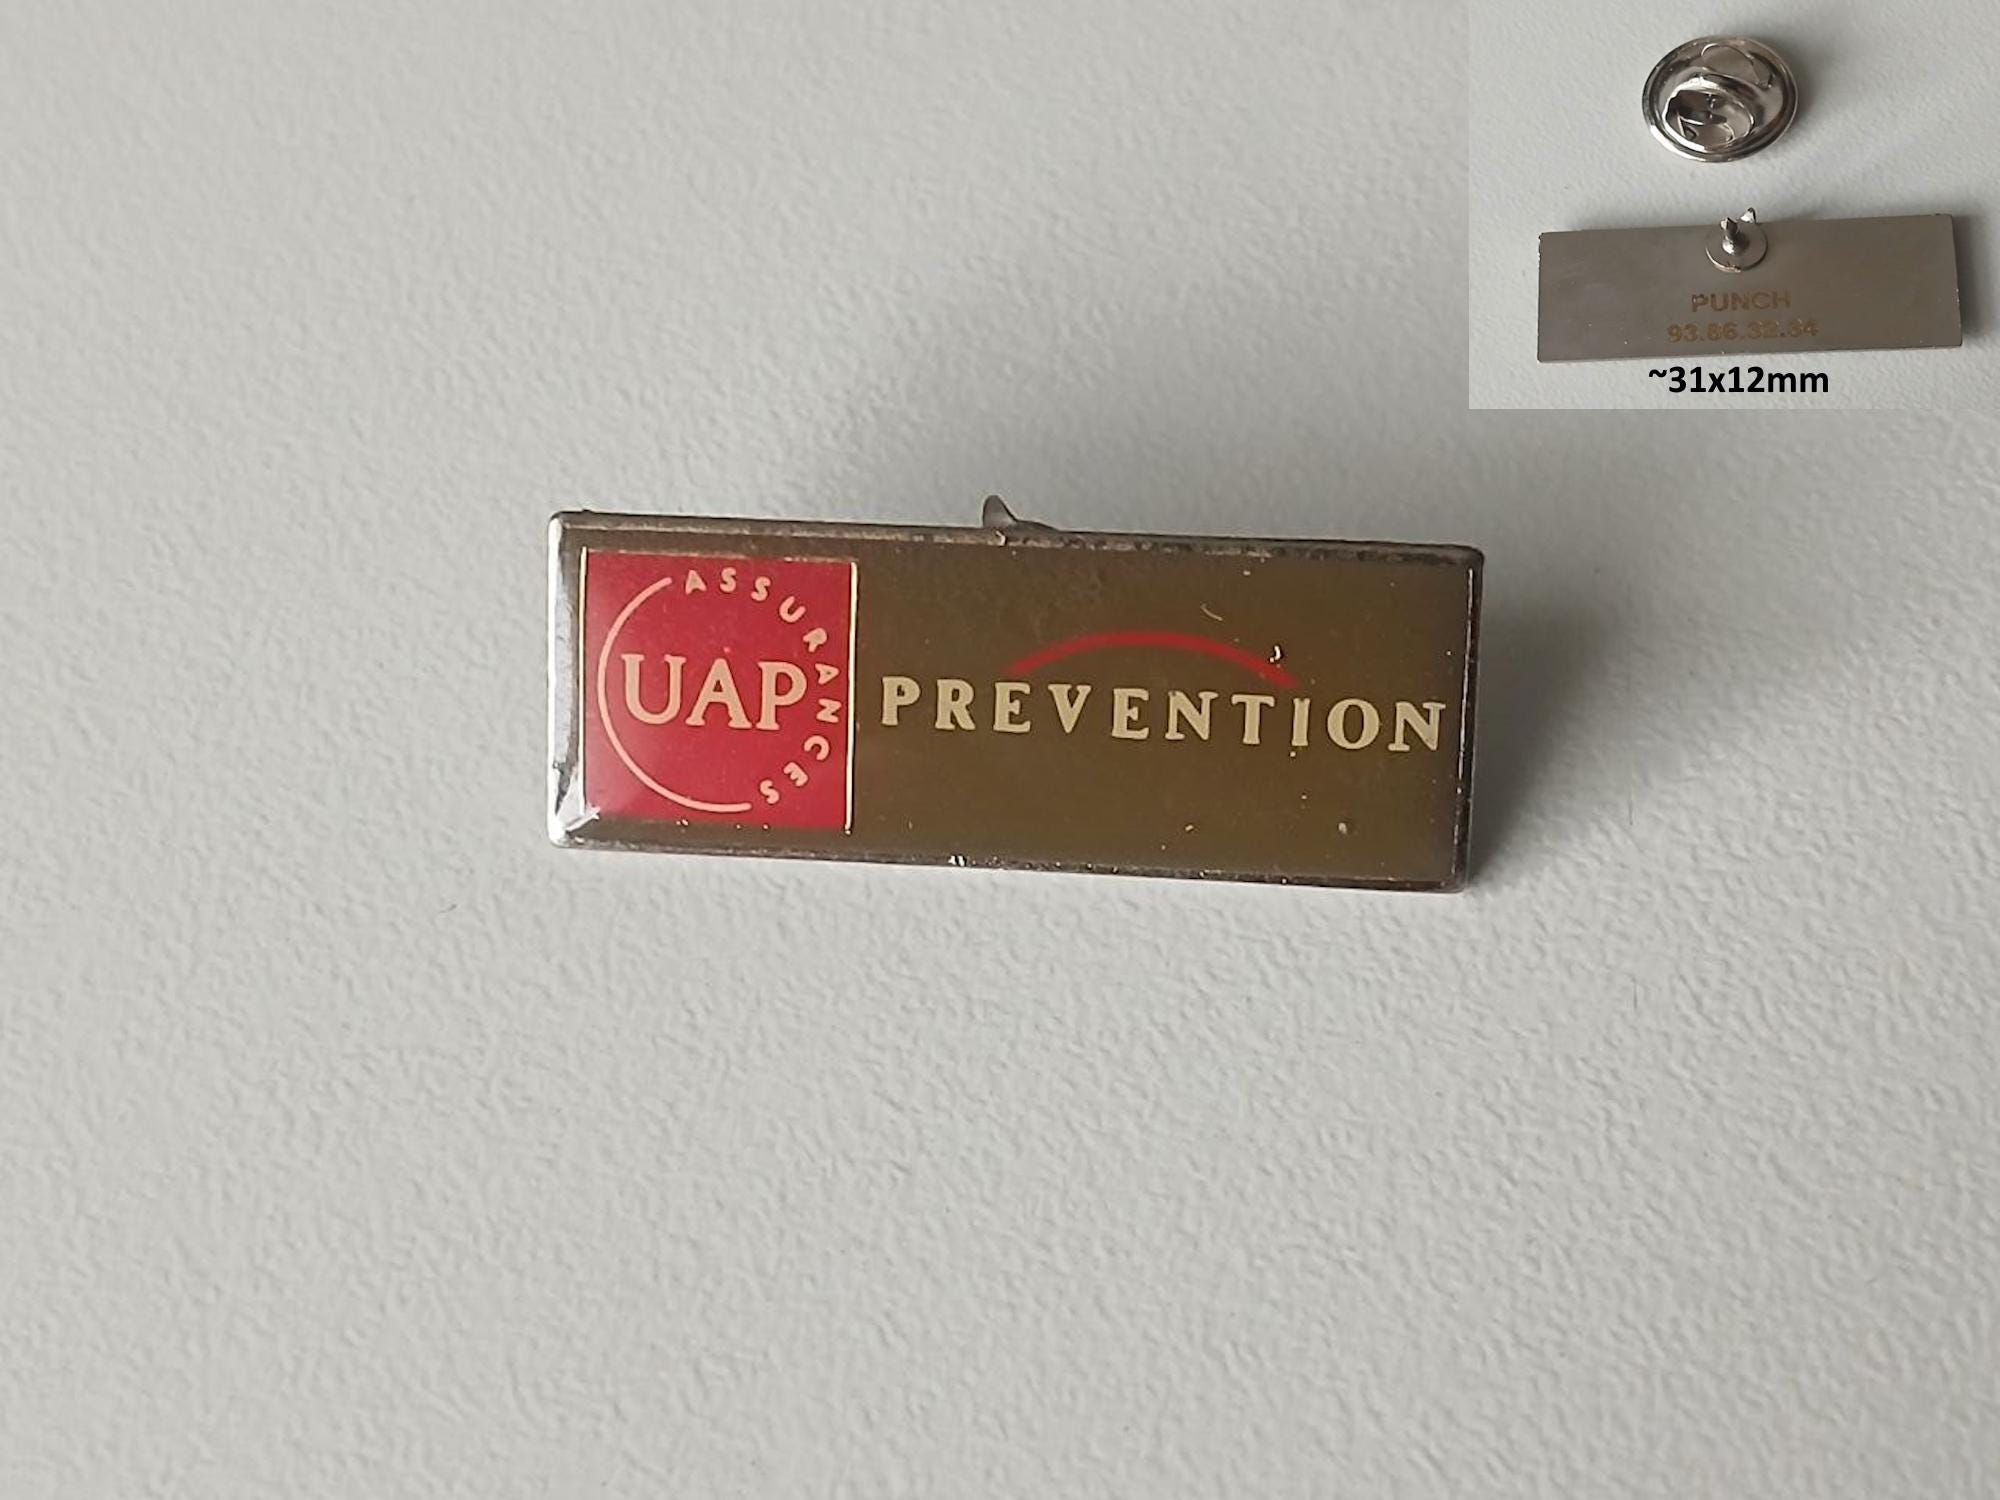 ASSURANCES
UAP
PREVENTION
PUNCH
93.86.32.34
~31x12mm